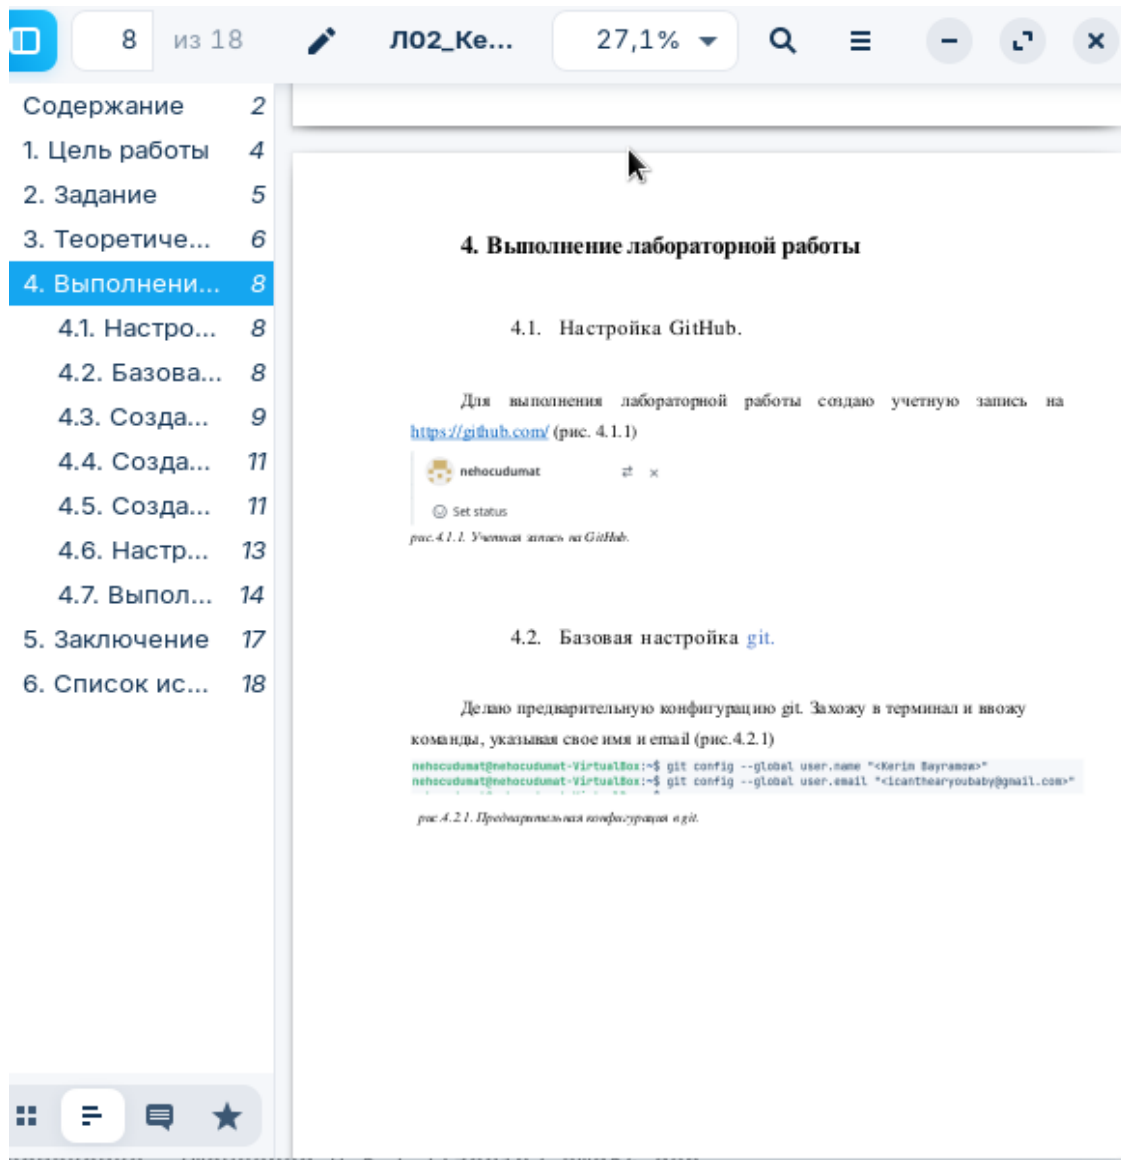 8 из 18 Л02_Ке... 27,1%
Содержание 2
1. Цель работы 4
2. Задание 5
3. Теоретиче... 6
4. Выполнени... 8
4.1. Настро... 8
4.2. Базова... 8
4.3. Созда... 9
4.4. Созда... 11
4.5. Созда... 11
4.6. Настр... 13
4.7. Выпол... 14
5. Заключение 17
6. Список ис... 18
4. Выполнение лабораторной работы
4.1. Настройка GitHub.
Для выполнения лабораторной работы создаю учетную запись на
https://github.com/ (рис. 4.1.1)
nehocudumat
Set status
рис.4.1.1. Учетная запись на GitHub.
4.2. Базовая настройка git.
Делаю предварительную конфигурацию git. Захожу в терминал и ввожу
команды, указывая свое имя и email (рис.4.2.1)
nehocudumat@nehocudumat-VirtualBox:~$ git config --global user.name "<Kerim Bayramow>"
nehocudumat@nehocudumat-VirtualBox:~$ git config --global user.email "<icanthearyoubaby@gmail.com>"
рис.4.2.1. Предварительная конфигурация в git.